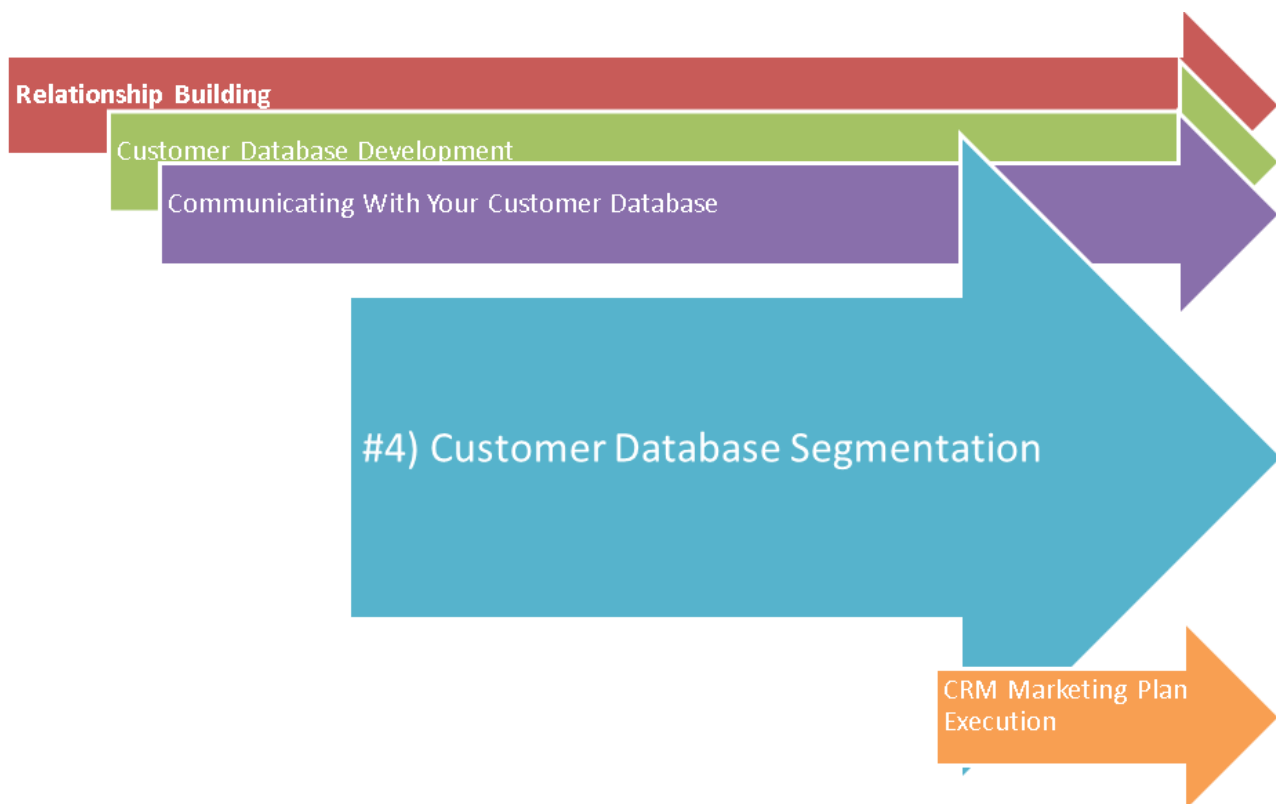 Relationship Building
Customer Database Development
Communicating With Your Customer Database
#4) Customer Database Segmentation
CRM Marketing Plan
Execution